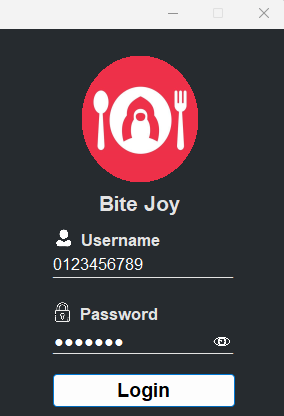 Bite Joy
Username
0123456789
Password
•••••••
Login